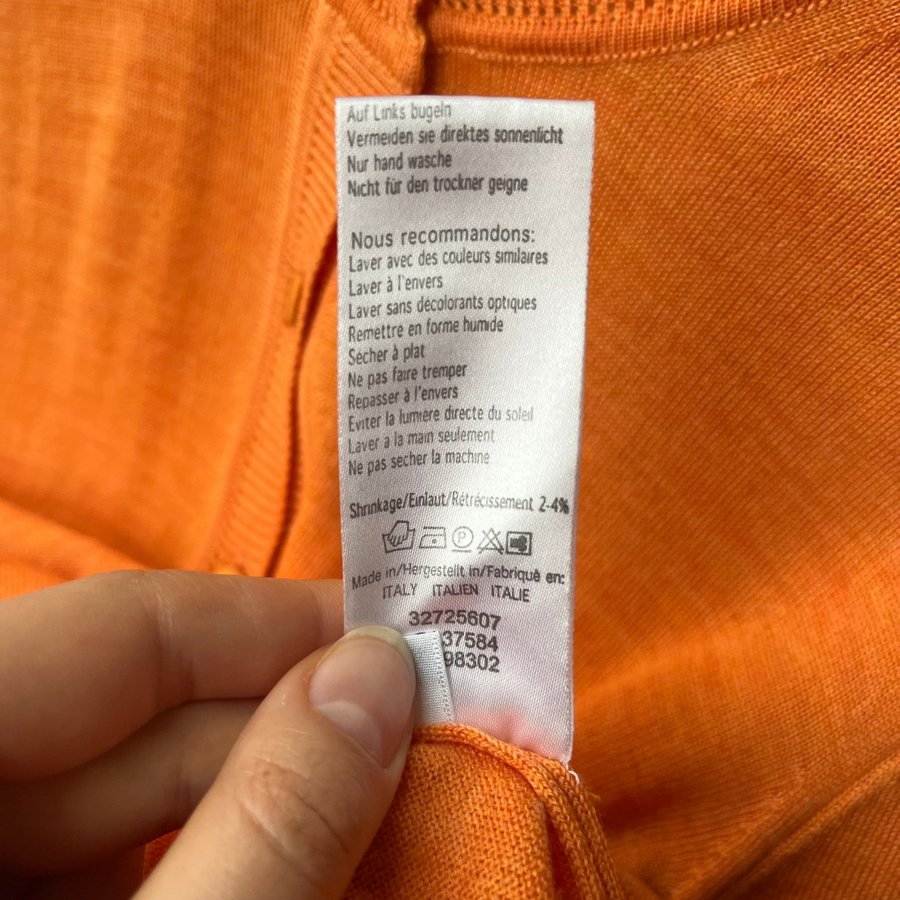 Auf Links bugeln
Vermeiden sie direktes sonnenlicht
Nur hand wasche
Nicht für den trockner geigne
Nous recommandons:
Laver avec des couleurs similaires
Laver à l'envers
Laver sans décolorants optiques
Remettre en forme humide
Sécher à plat
Ne pas faire tremper
Repasser à l'envers
Eviter la lumière directe du soleil
Laver a la main seulement
Ne pas secher la machine
Shrinkage/Einlaut/Rétrécissement 2-4%
P
Made in/Hergestellt in/Fabriquè en:
ITALY ITALIEN ITALIE
32725607
37584
98302